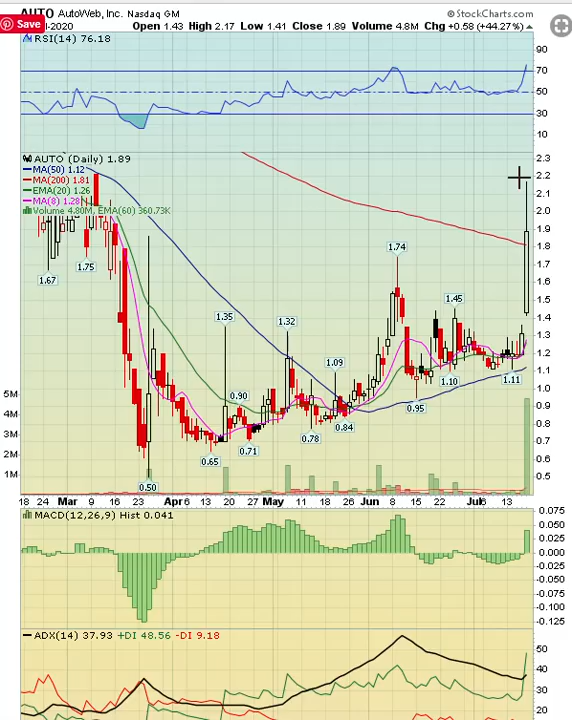 AUTO AutoWeb, Inc. Nasdaq GM
© StockCharts.com
Save
-2020
Open 1.43 High 2.17 Low 1.41 Close 1.89 Volume 4.8M Chg +0.58 (+44.27%)
RSI(14) 76.18
90
70
50
30
10
AUTO (Daily) 1.89
MA(50) 1.12
MA(200) 1.81
EMA(20) 1.26
MA(8) 1.28
Volume 4.80M, EMA(60) 360.73K
2.3
2.2
2.1
2.0
1.9
1.8
1.7
1.6
1.5
1.4
1.3
1.2
1.1
1.0
0.9
0.8
0.7
0.6
0.5
5M
4M
3M
2M
1M
1.67
1.75
0.50
0.65
1.35
0.90
0.71
1.32
0.78
1.09
0.84
1.74
0.95
1.45
1.10
1.11
18 24 Mar 9 16 23 Apr 6 13 20 27 May 11 18 26 Jun 8 15 22 Jul 6 13
MACD(12,26,9) Hist 0.041
0.075
0.050
0.025
0.000
-0.025
-0.050
-0.075
-0.100
-0.125
ADX(14) 37.93 +DI 48.56 -DI 9.18
50
40
30
20